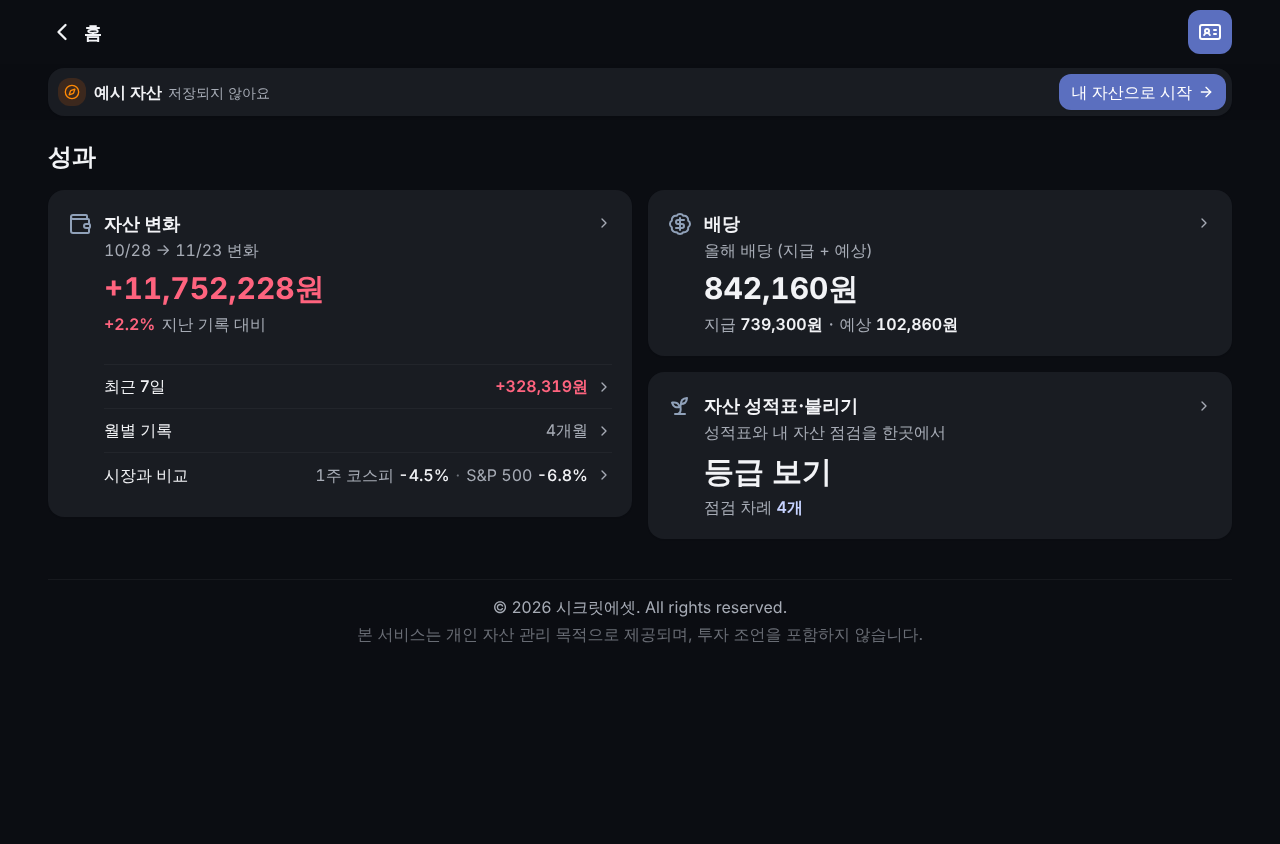 홈
예시 자산 저장되지 않아요
내 자산으로 시작 →
성과
자산 변화
10/28 → 11/23 변화
+11,752,228원
+2.2% 지난 기록 대비
최근 7일 +328,319원
월별 기록 4개월
시장과 비교 1주 코스피 -4.5% · S&P 500 -6.8%
배당
올해 배당 (지급 + 예상)
842,160원
지급 739,300원 · 예상 102,860원
자산 성적표·불리기
성적표와 내 자산 점검을 한곳에서
등급 보기
점검 차례 4개
© 2026 시크릿에셋. All rights reserved.
본 서비스는 개인 자산 관리 목적으로 제공되며, 투자 조언을 포함하지 않습니다.